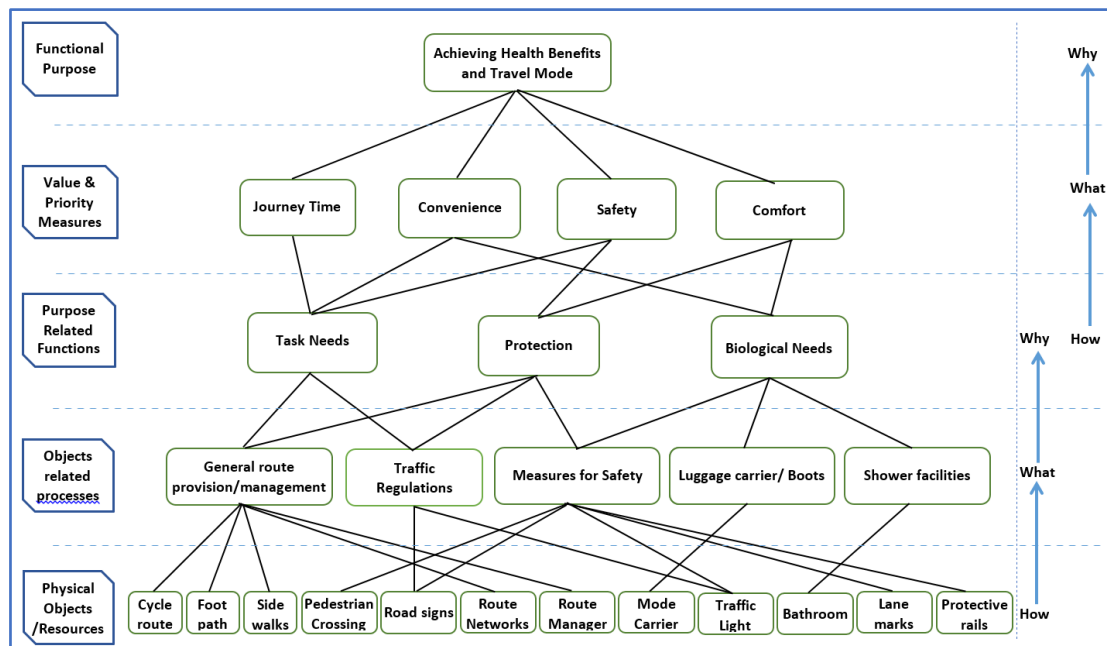 Functional
Purpose
Achieving Health Benefits
and Travel Mode
Why
Value &
Priority
Measures
Journey Time
Convenience
Safety
Comfort
What
Purpose
Related
Functions
Task Needs
Protection
Biological Needs
Why
How
Objects
related
processes
General route
provision/management
Traffic
Regulations
Measures for Safety
Luggage carrier/ Boots
Shower facilities
What
Physical
Objects
/Resources
Cycle
route
Foot
path
Side
walks
Pedestrian
Crossing
Road signs
Route
Networks
Route
Manager
Mode
Carrier
Traffic
Light
Bathroom
Lane
marks
Protective
rails
How